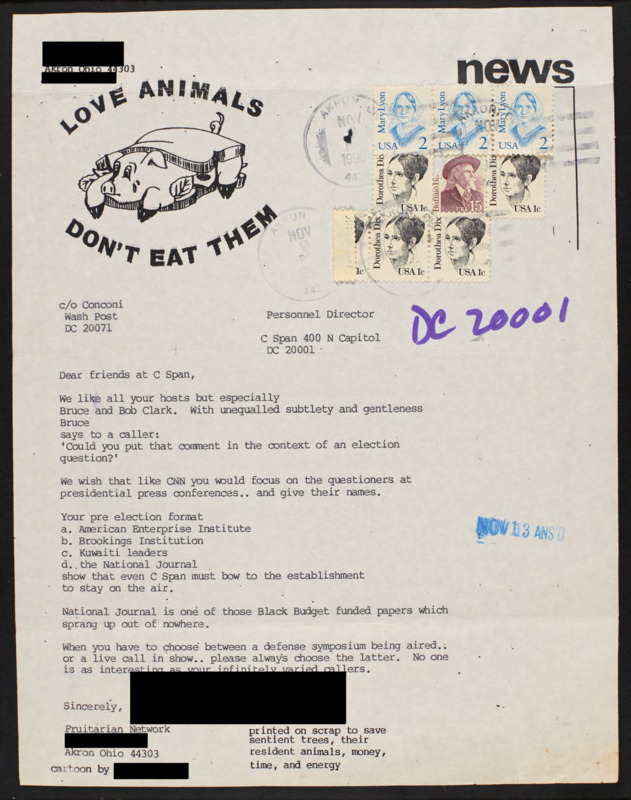 Akron Ohio 44303
news
LOVE ANIMALS
DON'T EAT THEM
Mary Lyon
USA 2
Mary Lyon
USA 2
Mary Lyon
USA 2
Dorothea Dix
USA 1c
Buffalo B
USA 15
Dorothea Dix
USA 1c
1c
Dorothea Dix
USA 1c
Dorothea Dix
USA 1c
AKRON
NOV
1990
44
AKRON
NOV
44
AKRON
NOV
c/o Conconi
Wash Post
DC 20071
Personnel Director
C Span 400 N Capitol
DC 20001
DC 20001
Dear friends at C Span,
We like all your hosts but especially
Bruce and Bob Clark. With unequalled subtlety and gentleness
Bruce
says to a caller:
'Could you put that comment in the context of an election
question?'
We wish that like CNN you would focus on the questioners at
presidential press conferences.. and give their names.
Your pre election format
a. American Enterprise Institute
b. Brookings Institution
c. Kuwaiti leaders
d. the National Journal
show that even C Span must bow to the establishment
to stay on the air.
NOV 13 ANS'D
National Journal is one of those Black Budget funded papers which
sprang up out of nowhere.
When you have to choose between a defense symposium being aired..
or a live call in show.. please always choose the latter. No one
is as interesting as your infinitely varied callers.
Sincerely,
Fruitarian Network
Akron Ohio 44303
cartoon by
printed on scrap to save
sentient trees, their
resident animals, money,
time, and energy